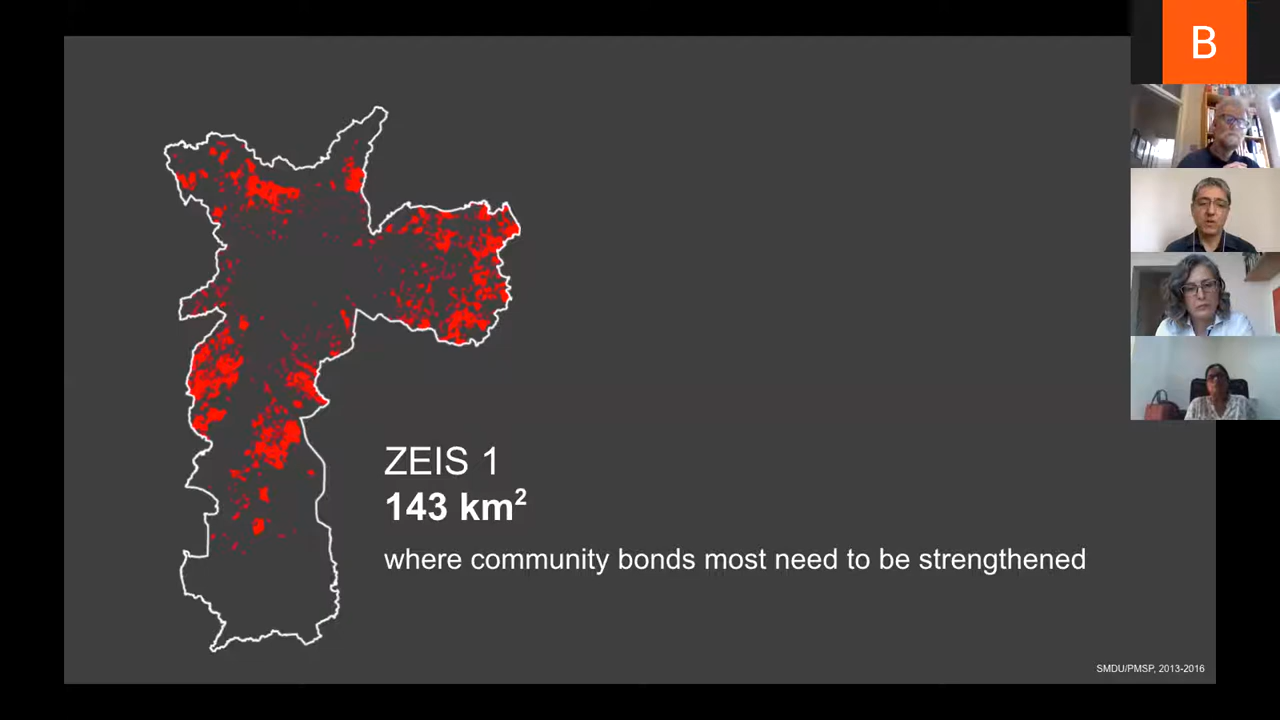 B
ZEIS 1
143 km²
where community bonds most need to be strengthened
SMDU/PMSP, 2013-2016